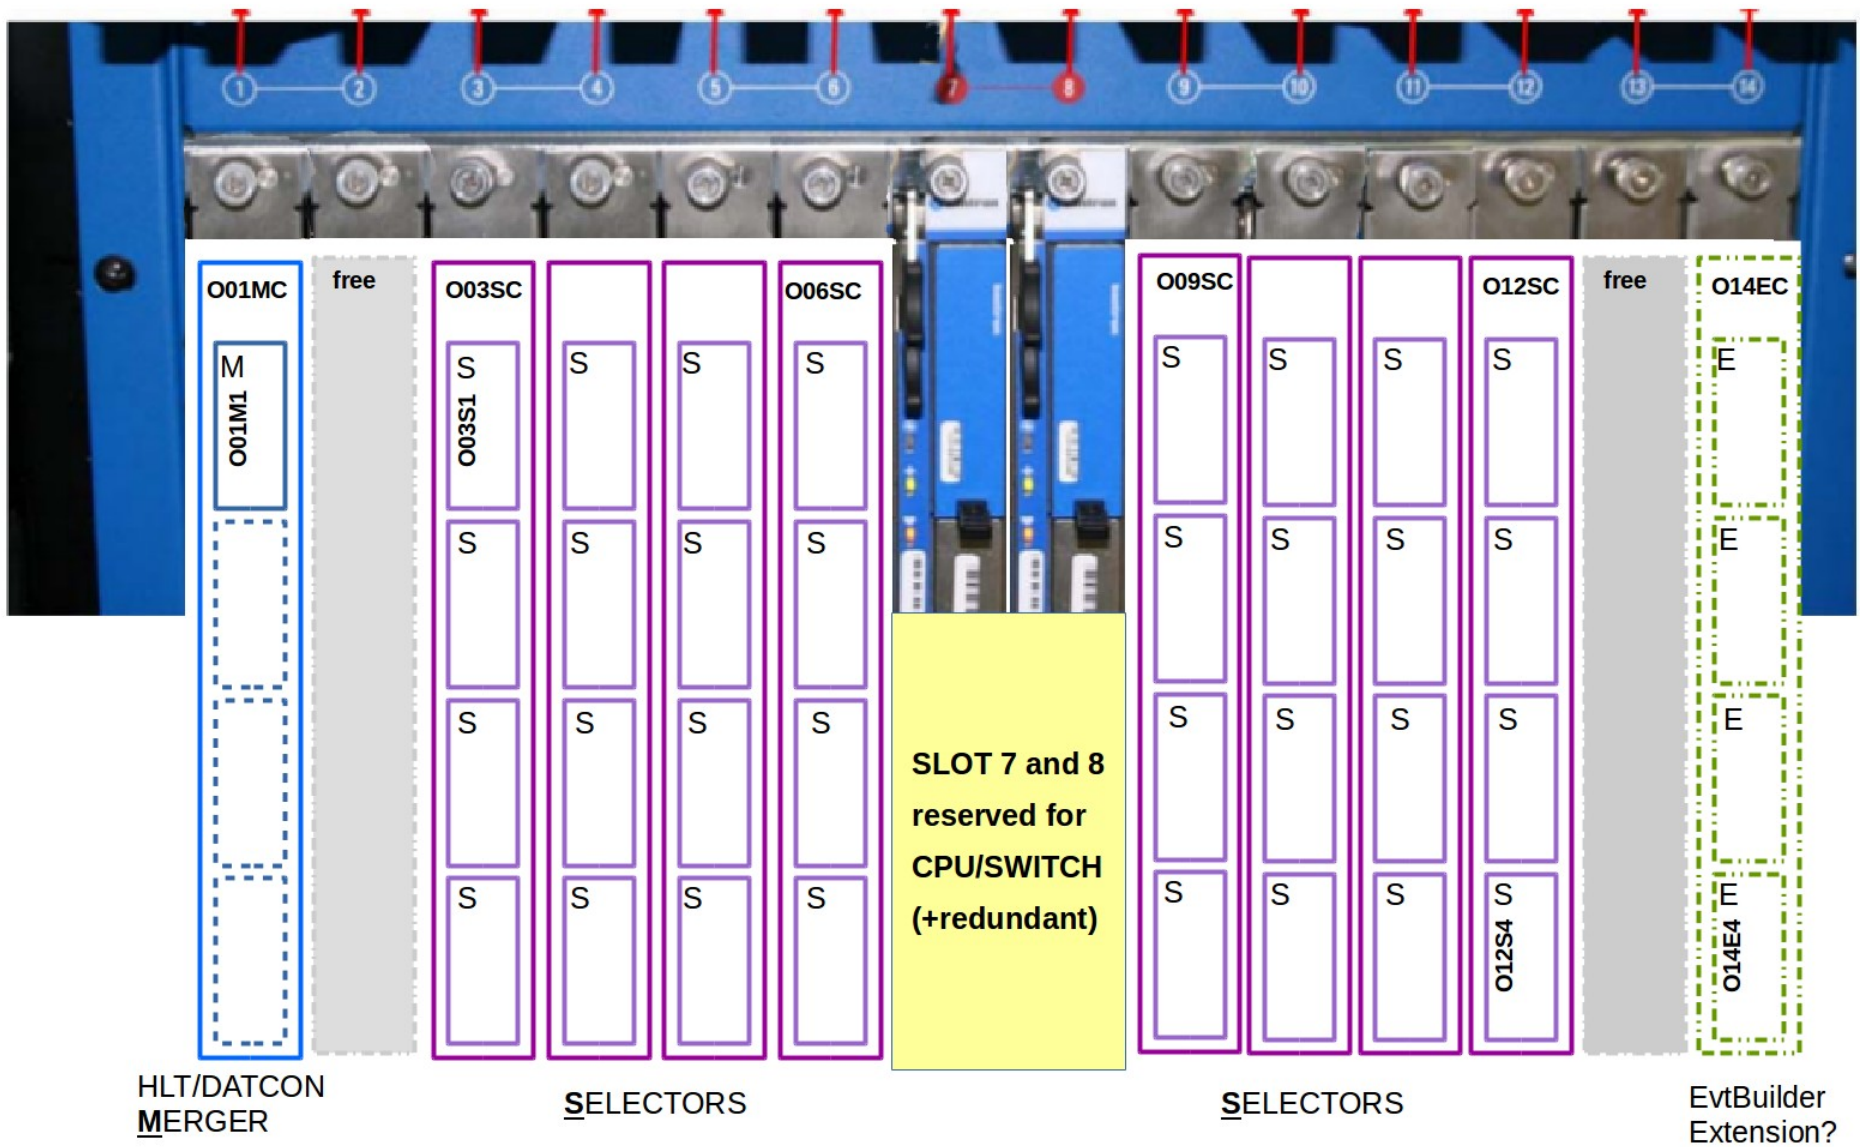 1 2 3 4 5 6 7 8 9 10 11 12 13 14
O01MC free O03SC O06SC O09SC O12SC free O14EC
M S S S S S S S S E
O01M1 O03S1
S S S S S S S S E
S S S S S S S S E
S S S S S S S S E
O12S4 O14E4
SLOT 7 and 8
reserved for
CPU/SWITCH
(+redundant)
HLT/DATCON
MERGER
SELECTORS
SELECTORS
EvtBuilder
Extension?